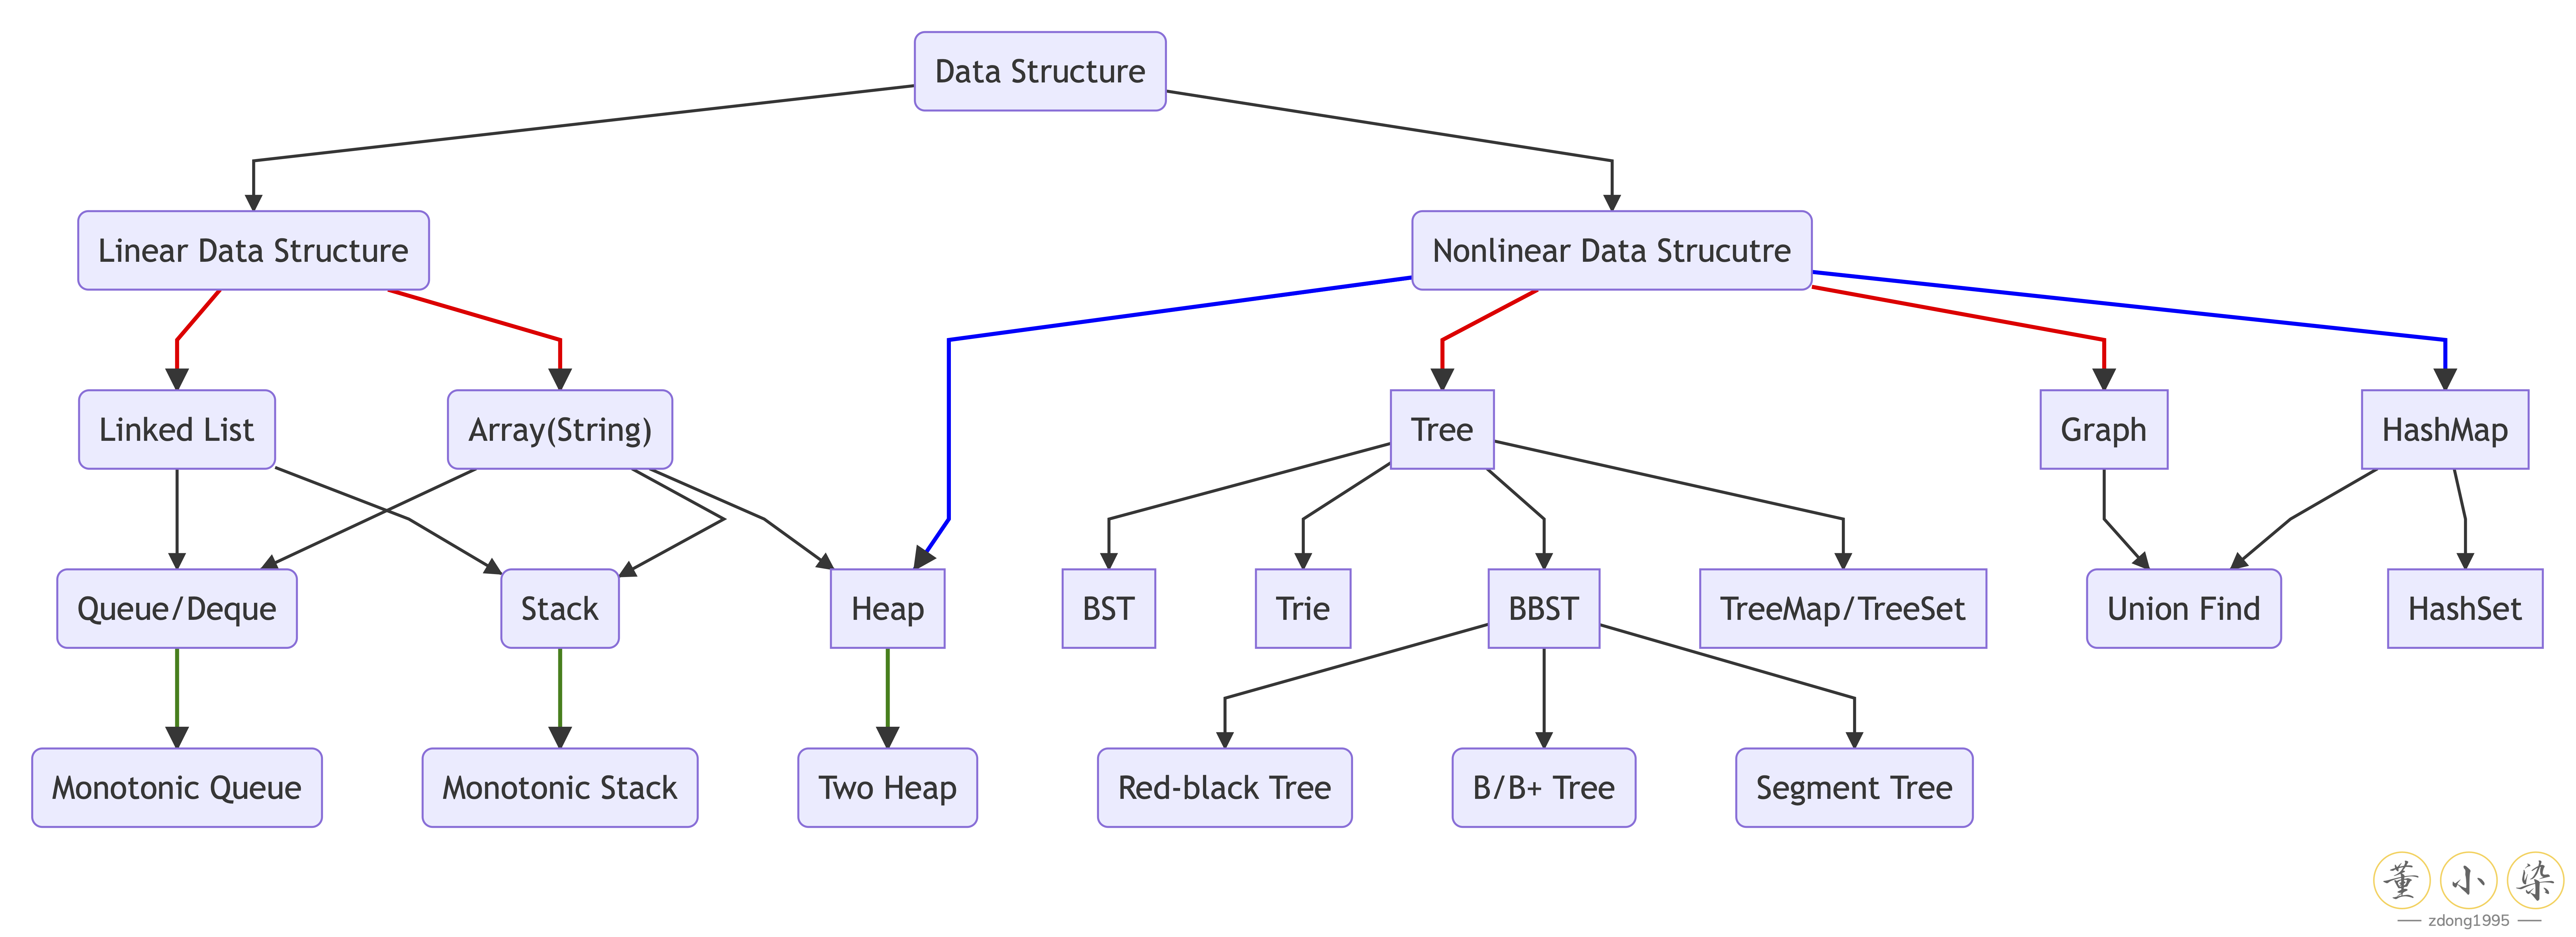 Data Structure
Linear Data Structure
Nonlinear Data Strucutre
Linked List
Array(String)
Tree
Graph
HashMap
Queue/Deque
Stack
Heap
BST
Trie
BBST
TreeMap/TreeSet
Union Find
HashSet
Monotonic Queue
Monotonic Stack
Two Heap
Red-black Tree
B/B+ Tree
Segment Tree
董小染
zdong1995